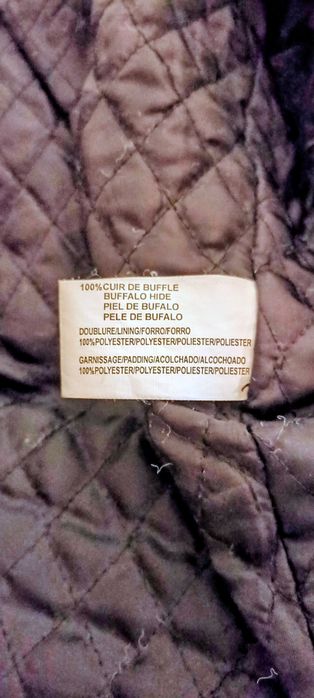 100%CUIR DE BUFFLE
BUFFALO HIDE
PIEL DE BUFALO
PELE DE BUFALO
DOUBLURE/LINING/FORRO/FORRO
100%POLYESTER/POLYESTER/POLIESTER/POLIESTER
GARNISSAGE/PADDING/ACOLCHADO/ALCOCHOADO
100%POLYESTER/POLYESTER/POLIESTER/POLIESTER